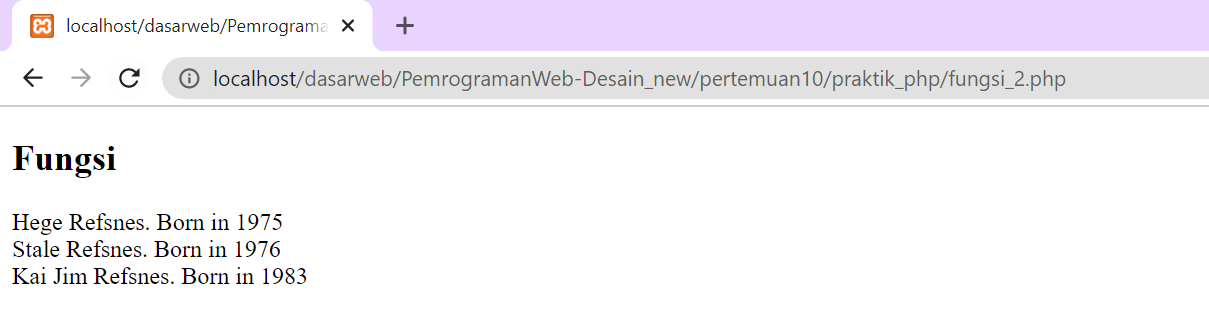 localhost/dasarweb/Pemrograma
localhost/dasarweb/PemrogramanWeb-Desain_new/pertemuan10/praktik_php/fungsi_2.php
Fungsi
Hege Refsnes. Born in 1975
Stale Refsnes. Born in 1976
Kai Jim Refsnes. Born in 1983